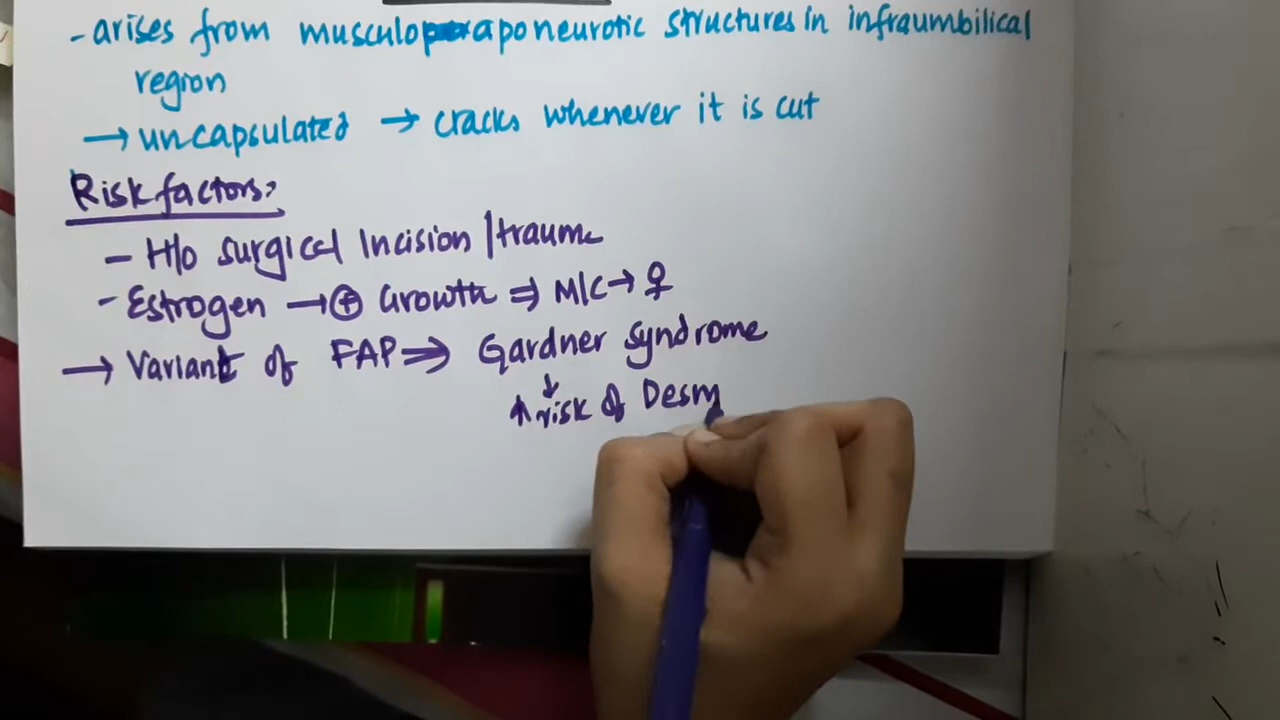 - arises from musculoaponeurotic structures in infraumbilical
region
→ uncapsulated → cracks whenever it is cut
Risk factors:
- H/o surgical Incision / trauma
- Estrogen → ⊕ Growth ⇒ M/C → ♀
→ Variant of FAP ⇒ Gardner syndrome
↓
↑ risk of Desm